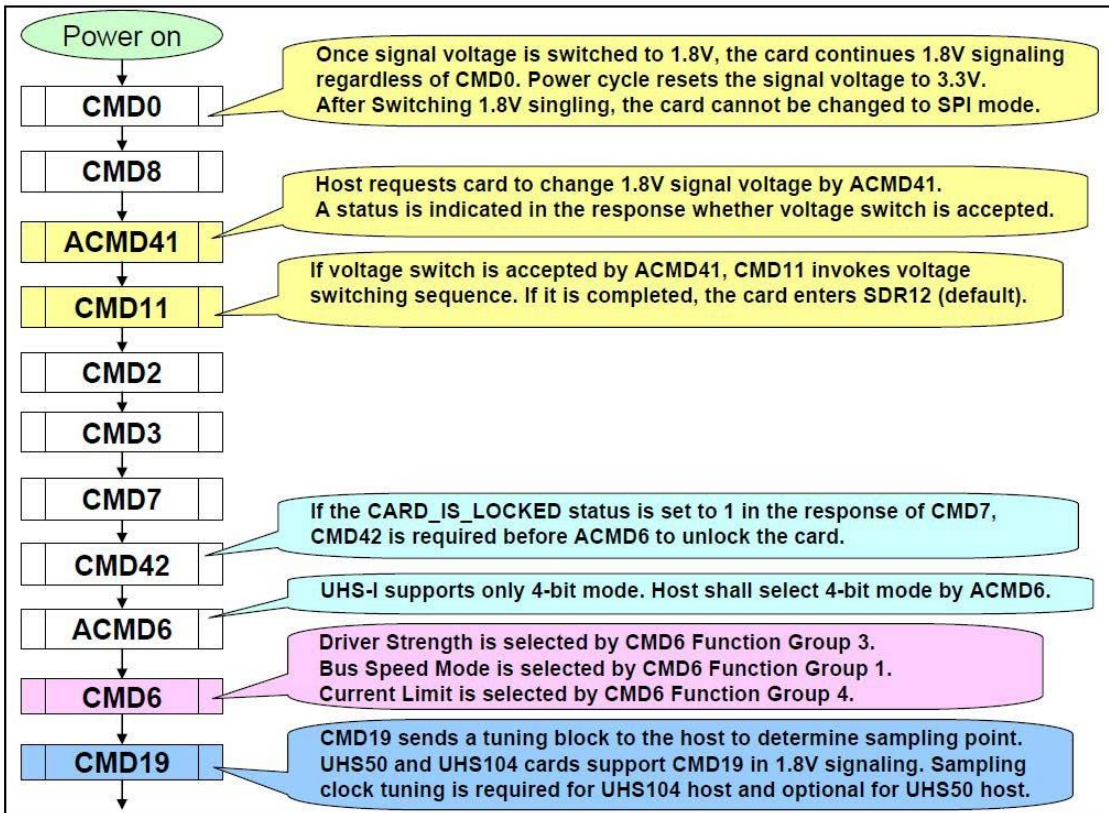 Power on
CMD0
Once signal voltage is switched to 1.8V, the card continues 1.8V signaling
regardless of CMD0. Power cycle resets the signal voltage to 3.3V.
After Switching 1.8V singling, the card cannot be changed to SPI mode.
CMD8
ACMD41
Host requests card to change 1.8V signal voltage by ACMD41.
A status is indicated in the response whether voltage switch is accepted.
CMD11
If voltage switch is accepted by ACMD41, CMD11 invokes voltage
switching sequence. If it is completed, the card enters SDR12 (default).
CMD2
CMD3
CMD7
CMD42
If the CARD_IS_LOCKED status is set to 1 in the response of CMD7,
CMD42 is required before ACMD6 to unlock the card.
ACMD6
UHS-I supports only 4-bit mode. Host shall select 4-bit mode by ACMD6.
CMD6
Driver Strength is selected by CMD6 Function Group 3.
Bus Speed Mode is selected by CMD6 Function Group 1.
Current Limit is selected by CMD6 Function Group 4.
CMD19
CMD19 sends a tuning block to the host to determine sampling point.
UHS50 and UHS104 cards support CMD19 in 1.8V signaling. Sampling
clock tuning is required for UHS104 host and optional for UHS50 host.